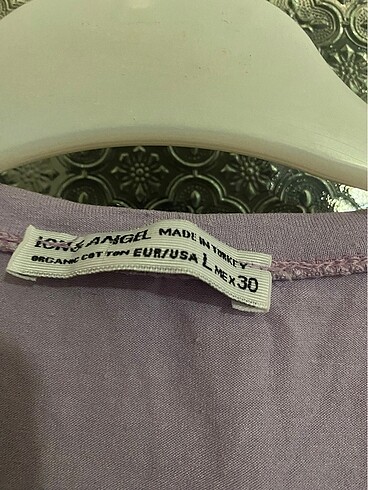 ANGEL MADE IN TURKEY
ORGANIC COTTON EUR/USA L MEX 30